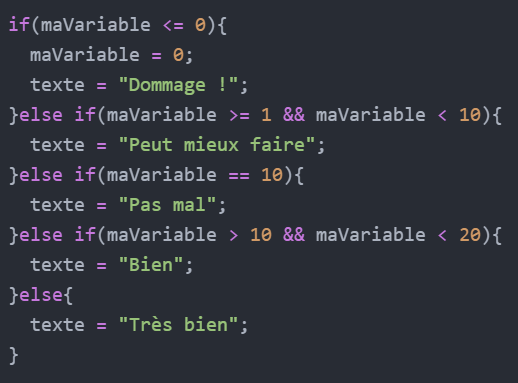 if(maVariable <= 0){
  maVariable = 0;
  texte = "Dommage !";
}else if(maVariable >= 1 && maVariable < 10){
  texte = "Peut mieux faire";
}else if(maVariable == 10){
  texte = "Pas mal";
}else if(maVariable > 10 && maVariable < 20){
  texte = "Bien";
}else{
  texte = "Très bien";
}